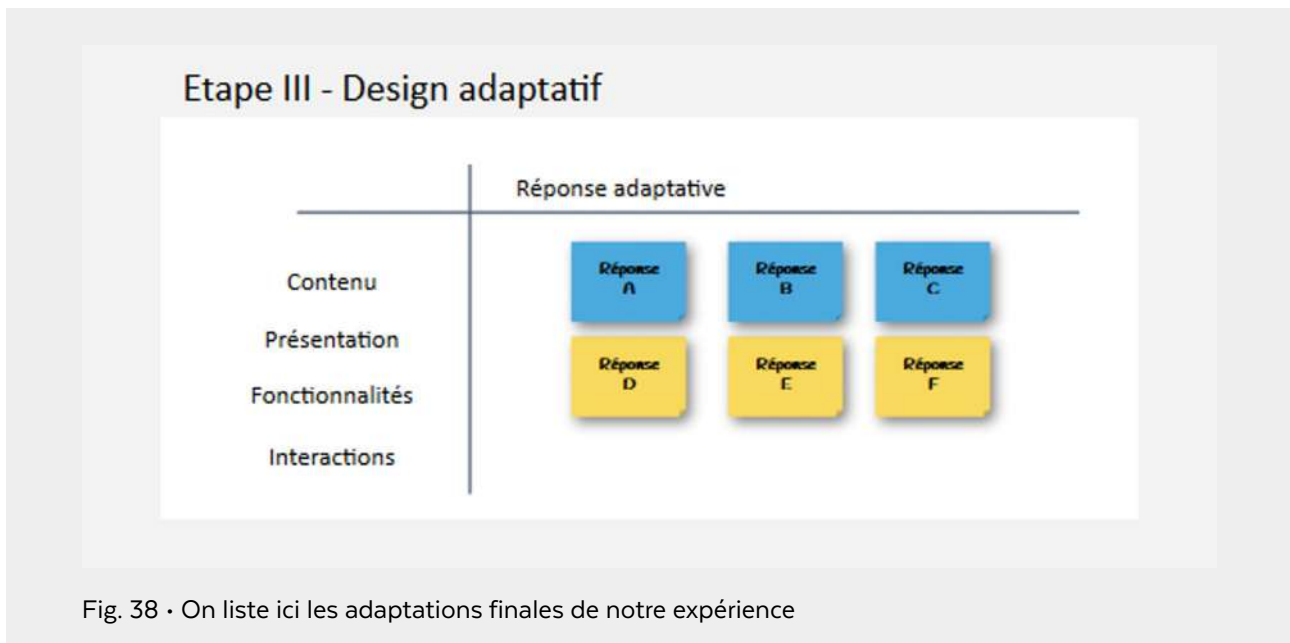 Etape III - Design adaptatif
Réponse adaptative
Contenu
Présentation
Fonctionnalités
Interactions
Réponse
A
Réponse
B
Réponse
C
Réponse
D
Réponse
E
Réponse
F
Fig. 38 • On liste ici les adaptations finales de notre expérience